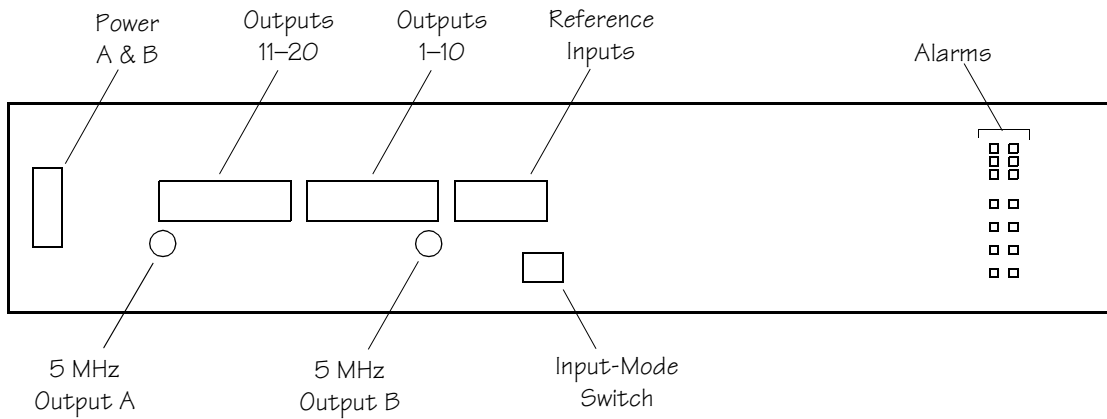 Power
A & B
Outputs
11–20
Outputs
1–10
Reference
Inputs
Alarms
5 MHz
Output A
5 MHz
Output B
Input-Mode
Switch